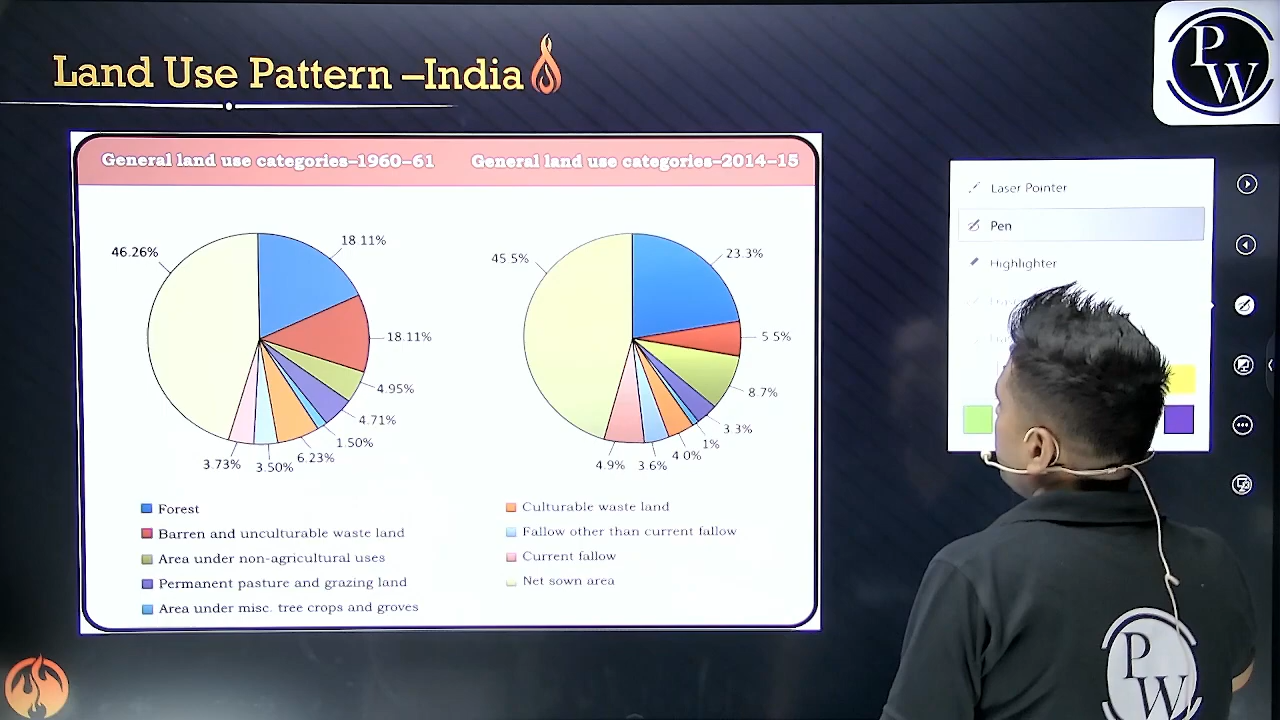 Land Use Pattern –India
PW
General land use categories–1960–61
General land use categories–2014–15
46.26%
18 11%
18.11%
4.95%
4.71%
1.50%
6.23%
3.50%
3.73%
45 5%
23.3%
5 5%
8.7%
3 3%
1%
4 0%
3 6%
4.9%
Forest
Barren and unculturable waste land
Area under non-agricultural uses
Permanent pasture and grazing land
Area under misc. tree crops and groves
Culturable waste land
Fallow other than current fallow
Current fallow
Net sown area
Laser Pointer
Pen
Highlighter
PW